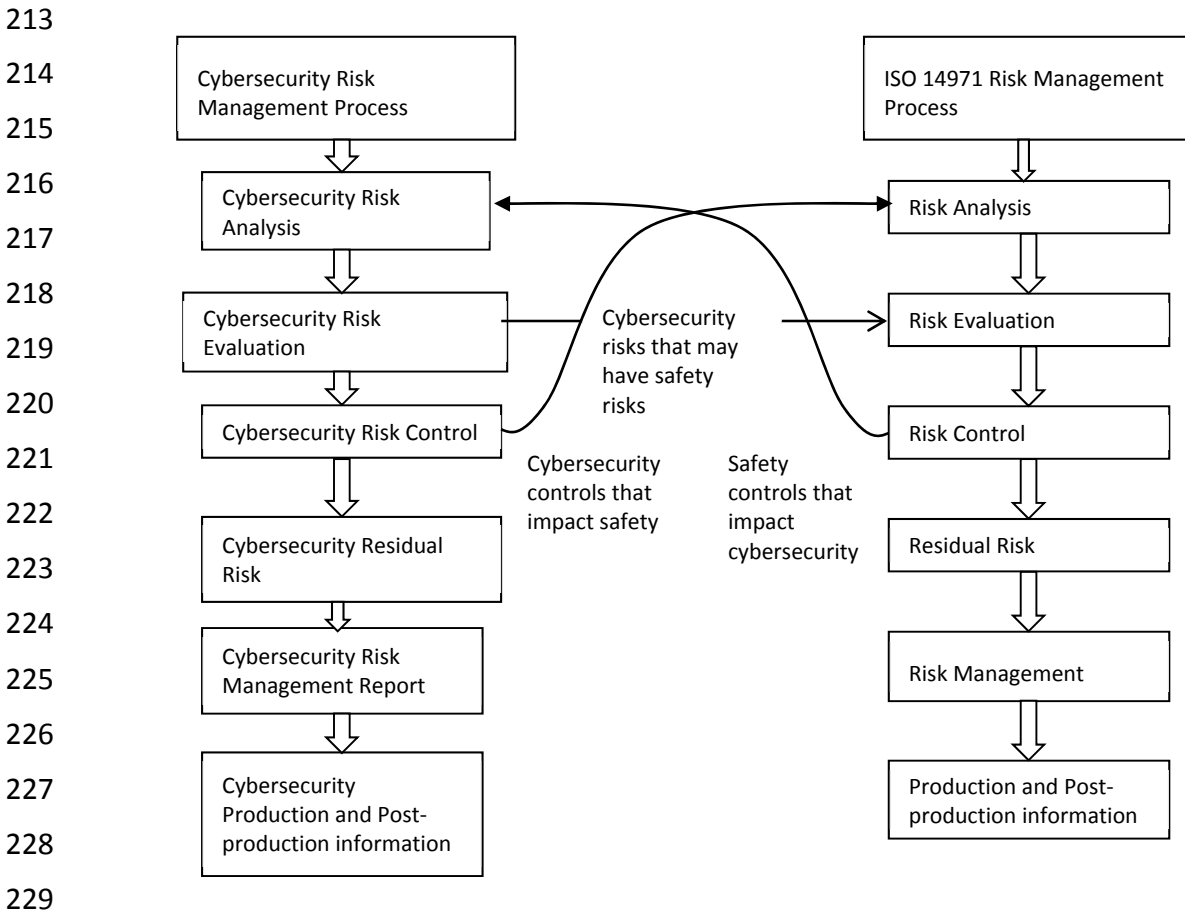 213
214
215
216
217
218
219
220
221
222
223
224
225
226
227
228
229
Cybersecurity Risk
Management Process
Cybersecurity Risk
Analysis
Cybersecurity Risk
Evaluation
Cybersecurity Risk Control
Cybersecurity Residual
Risk
Cybersecurity Risk
Management Report
Cybersecurity
Production and Post-
production information
Cybersecurity
risks that may
have safety
risks
Cybersecurity
controls that
impact safety
Safety
controls that
impact
cybersecurity
ISO 14971 Risk Management
Process
Risk Analysis
Risk Evaluation
Risk Control
Residual Risk
Risk Management
Production and Post-
production information